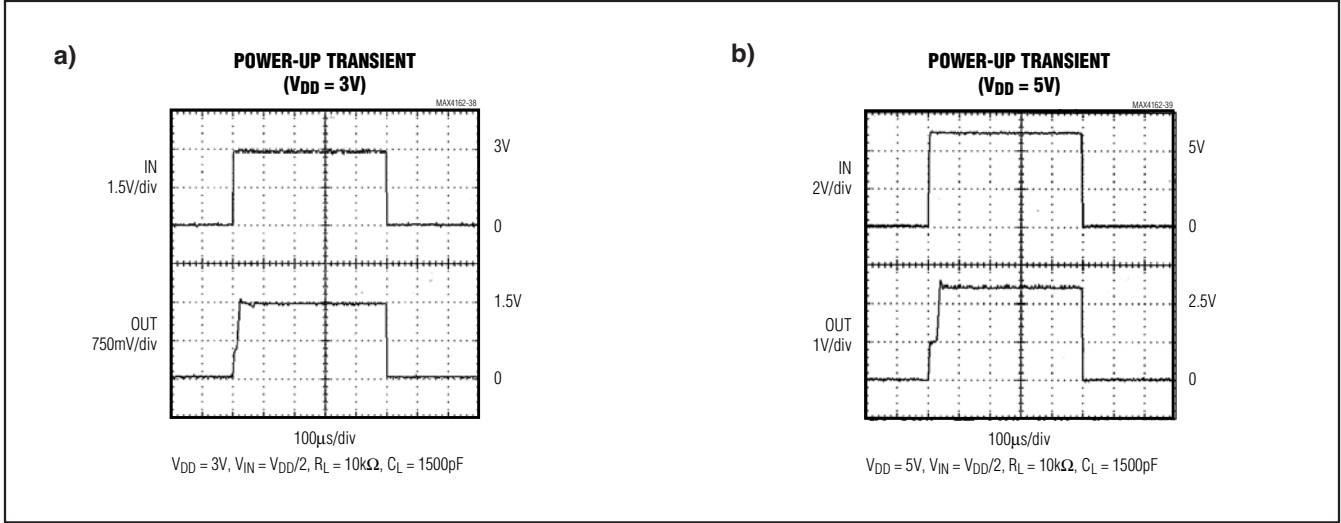 a)
POWER-UP TRANSIENT
(VDD = 3V)
MAX4162-38
IN
1.5V/div
3V
0
OUT
750mV/div
1.5V
0
100µs/div
VDD = 3V, VIN = VDD/2, RL = 10kΩ, CL = 1500pF
b)
POWER-UP TRANSIENT
(VDD = 5V)
MAX4162-39
IN
2V/div
5V
0
OUT
1V/div
2.5V
0
100µs/div
VDD = 5V, VIN = VDD/2, RL = 10kΩ, CL = 1500pF